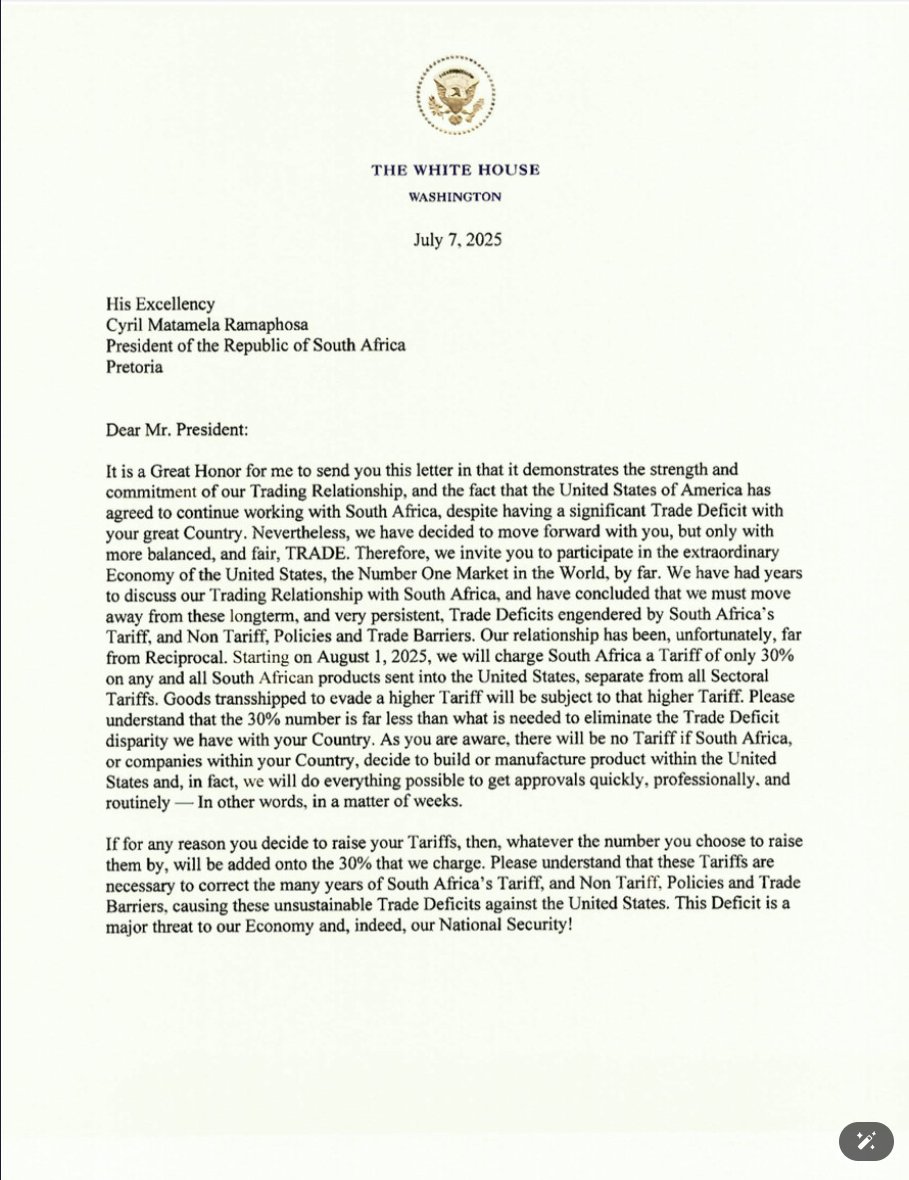 THE WHITE HOUSE
WASHINGTON
July 7, 2025
His Excellency
Cyril Matamela Ramaphosa
President of the Republic of South Africa
Pretoria
Dear Mr. President:
It is a Great Honor for me to send you this letter in that it demonstrates the strength and
commitment of our Trading Relationship, and the fact that the United States of America has
agreed to continue working with South Africa, despite having a significant Trade Deficit with
your great Country. Nevertheless, we have decided to move forward with you, but only with
more balanced, and fair, TRADE. Therefore, we invite you to participate in the extraordinary
Economy of the United States, the Number One Market in the World, by far. We have had years
to discuss our Trading Relationship with South Africa, and have concluded that we must move
away from these longterm, and very persistent, Trade Deficits engendered by South Africa's
Tariff, and Non Tariff, Policies and Trade Barriers. Our relationship has been, unfortunately, far
from Reciprocal. Starting on August 1, 2025, we will charge South Africa a Tariff of only 30%
on any and all South African products sent into the United States, separate from all Sectoral
Tariffs. Goods transshipped to evade a higher Tariff will be subject to that higher Tariff. Please
understand that the 30% number is far less than what is needed to eliminate the Trade Deficit
disparity we have with your Country. As you are aware, there will be no Tariff if South Africa,
or companies within your Country, decide to build or manufacture product within the United
States and, in fact, we will do everything possible to get approvals quickly, professionally, and
routinely — In other words, in a matter of weeks.
If for any reason you decide to raise your Tariffs, then, whatever the number you choose to raise
them by, will be added onto the 30% that we charge. Please understand that these Tariffs are
necessary to correct the many years of South Africa's Tariff, and Non Tariff, Policies and Trade
Barriers, causing these unsustainable Trade Deficits against the United States. This Deficit is a
major threat to our Economy and, indeed, our National Security!